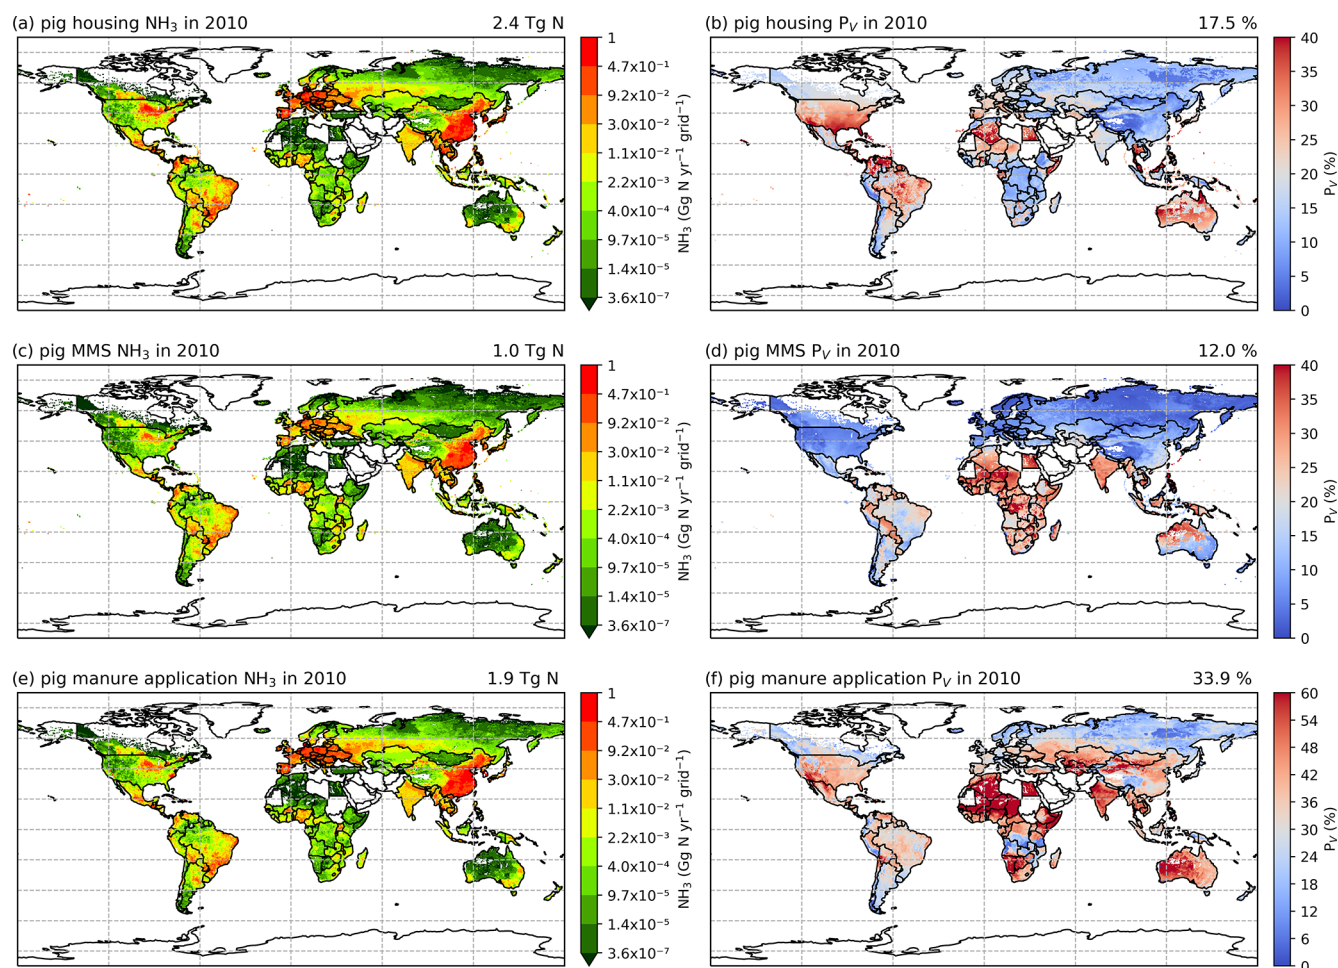 (a) pig housing NH₃ in 2010 2.4 Tg N
1
4.7x10⁻¹
9.2x10⁻²
3.0x10⁻²
1.1x10⁻²
2.2x10⁻³
4.0x10⁻⁴
9.7x10⁻⁵
1.4x10⁻⁵
3.6x10⁻⁷
NH₃ (Gg N yr⁻¹ grid⁻¹)
(b) pig housing P_V in 2010 17.5 %
40
35
30
25
20
15
10
5
0
P_V (%)
(c) pig MMS NH₃ in 2010 1.0 Tg N
1
4.7x10⁻¹
9.2x10⁻²
3.0x10⁻²
1.1x10⁻²
2.2x10⁻³
4.0x10⁻⁴
9.7x10⁻⁵
1.4x10⁻⁵
3.6x10⁻⁷
NH₃ (Gg N yr⁻¹ grid⁻¹)
(d) pig MMS P_V in 2010 12.0 %
40
35
30
25
20
15
10
5
0
P_V (%)
(e) pig manure application NH₃ in 2010 1.9 Tg N
1
4.7x10⁻¹
9.2x10⁻²
3.0x10⁻²
1.1x10⁻²
2.2x10⁻³
4.0x10⁻⁴
9.7x10⁻⁵
1.4x10⁻⁵
3.6x10⁻⁷
NH₃ (Gg N yr⁻¹ grid⁻¹)
(f) pig manure application P_V in 2010 33.9 %
60
54
48
42
36
30
24
18
12
6
0
P_V (%)